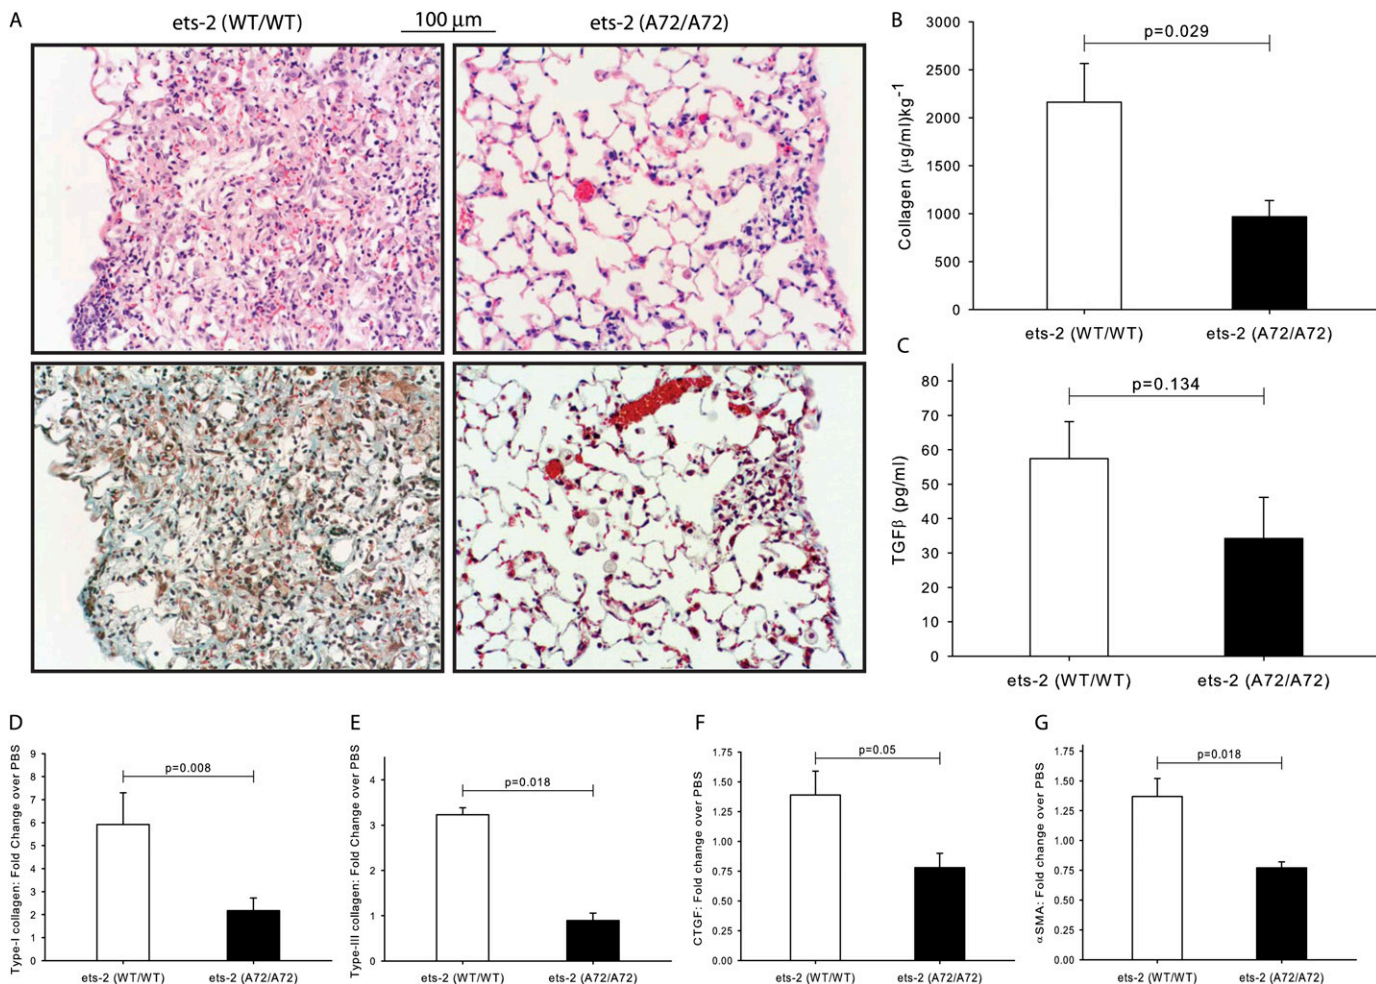 A
ets-2 (WT/WT)
100 µm
ets-2 (A72/A72)
B
3000
2500
2000
1500
1000
500
0
Collagen (µg/ml)kg-1
p=0.029
ets-2 (WT/WT)
ets-2 (A72/A72)
C
80
70
60
50
40
30
20
10
0
TGFβ (pg/ml)
p=0.134
ets-2 (WT/WT)
ets-2 (A72/A72)
D
9
8
7
6
5
4
3
2
1
0
Type-I collagen: Fold Change over PBS
p=0.008
ets-2 (WT/WT)
ets-2 (A72/A72)
E
4
3
2
1
0
Type-III collagen: Fold Change over PBS
p=0.018
ets-2 (WT/WT)
ets-2 (A72/A72)
F
1.75
1.50
1.25
1.00
0.75
0.50
0.25
0.00
CTGF: Fold change over PBS
p=0.05
ets-2 (WT/WT)
ets-2 (A72/A72)
G
1.75
1.50
1.25
1.00
0.75
0.50
0.25
0.00
αSMA: Fold change over PBS
p=0.018
ets-2 (WT/WT)
ets-2 (A72/A72)